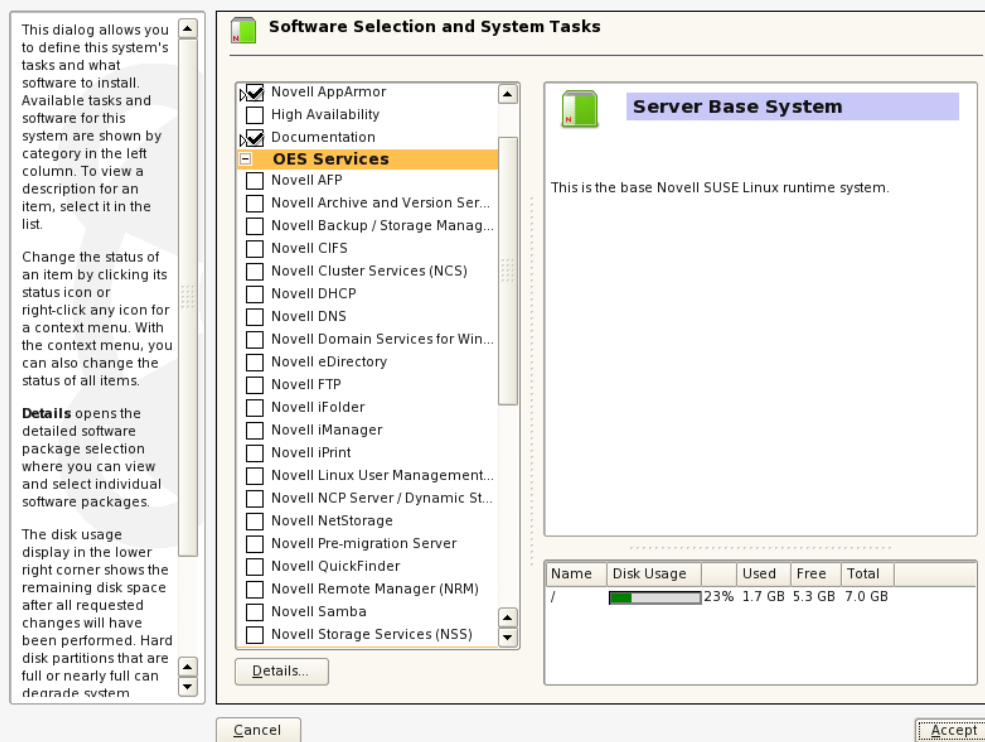 This dialog allows you
to define this system's
tasks and what
software to install.
Available tasks and
software for this
system are shown by
category in the left
column. To view a
description for an
item, select it in the
list.
Change the status of
an item by clicking its
status icon or
right-click any icon for
a context menu. With
the context menu, you
can also change the
status of all items.
Details opens the
detailed software
package selection
where you can view
and select individual
software packages.
The disk usage
display in the lower
right corner shows the
remaining disk space
after all requested
changes will have
been performed. Hard
disk partitions that are
full or nearly full can
degrade system
Software Selection and System Tasks
Novell AppArmor
High Availability
Documentation
OES Services
Novell AFP
Novell Archive and Version Ser...
Novell Backup / Storage Manag...
Novell CIFS
Novell Cluster Services (NCS)
Novell DHCP
Novell DNS
Novell Domain Services for Win...
Novell eDirectory
Novell FTP
Novell iFolder
Novell iManager
Novell iPrint
Novell Linux User Management...
Novell NCP Server / Dynamic St...
Novell NetStorage
Novell Pre-migration Server
Novell QuickFinder
Novell Remote Manager (NRM)
Novell Samba
Novell Storage Services (NSS)
Details...
N
N
Server Base System
This is the base Novell SUSE Linux runtime system.
Name Disk Usage Used Free Total
/ 23% 1.7 GB 5.3 GB 7.0 GB
Cancel
Accept